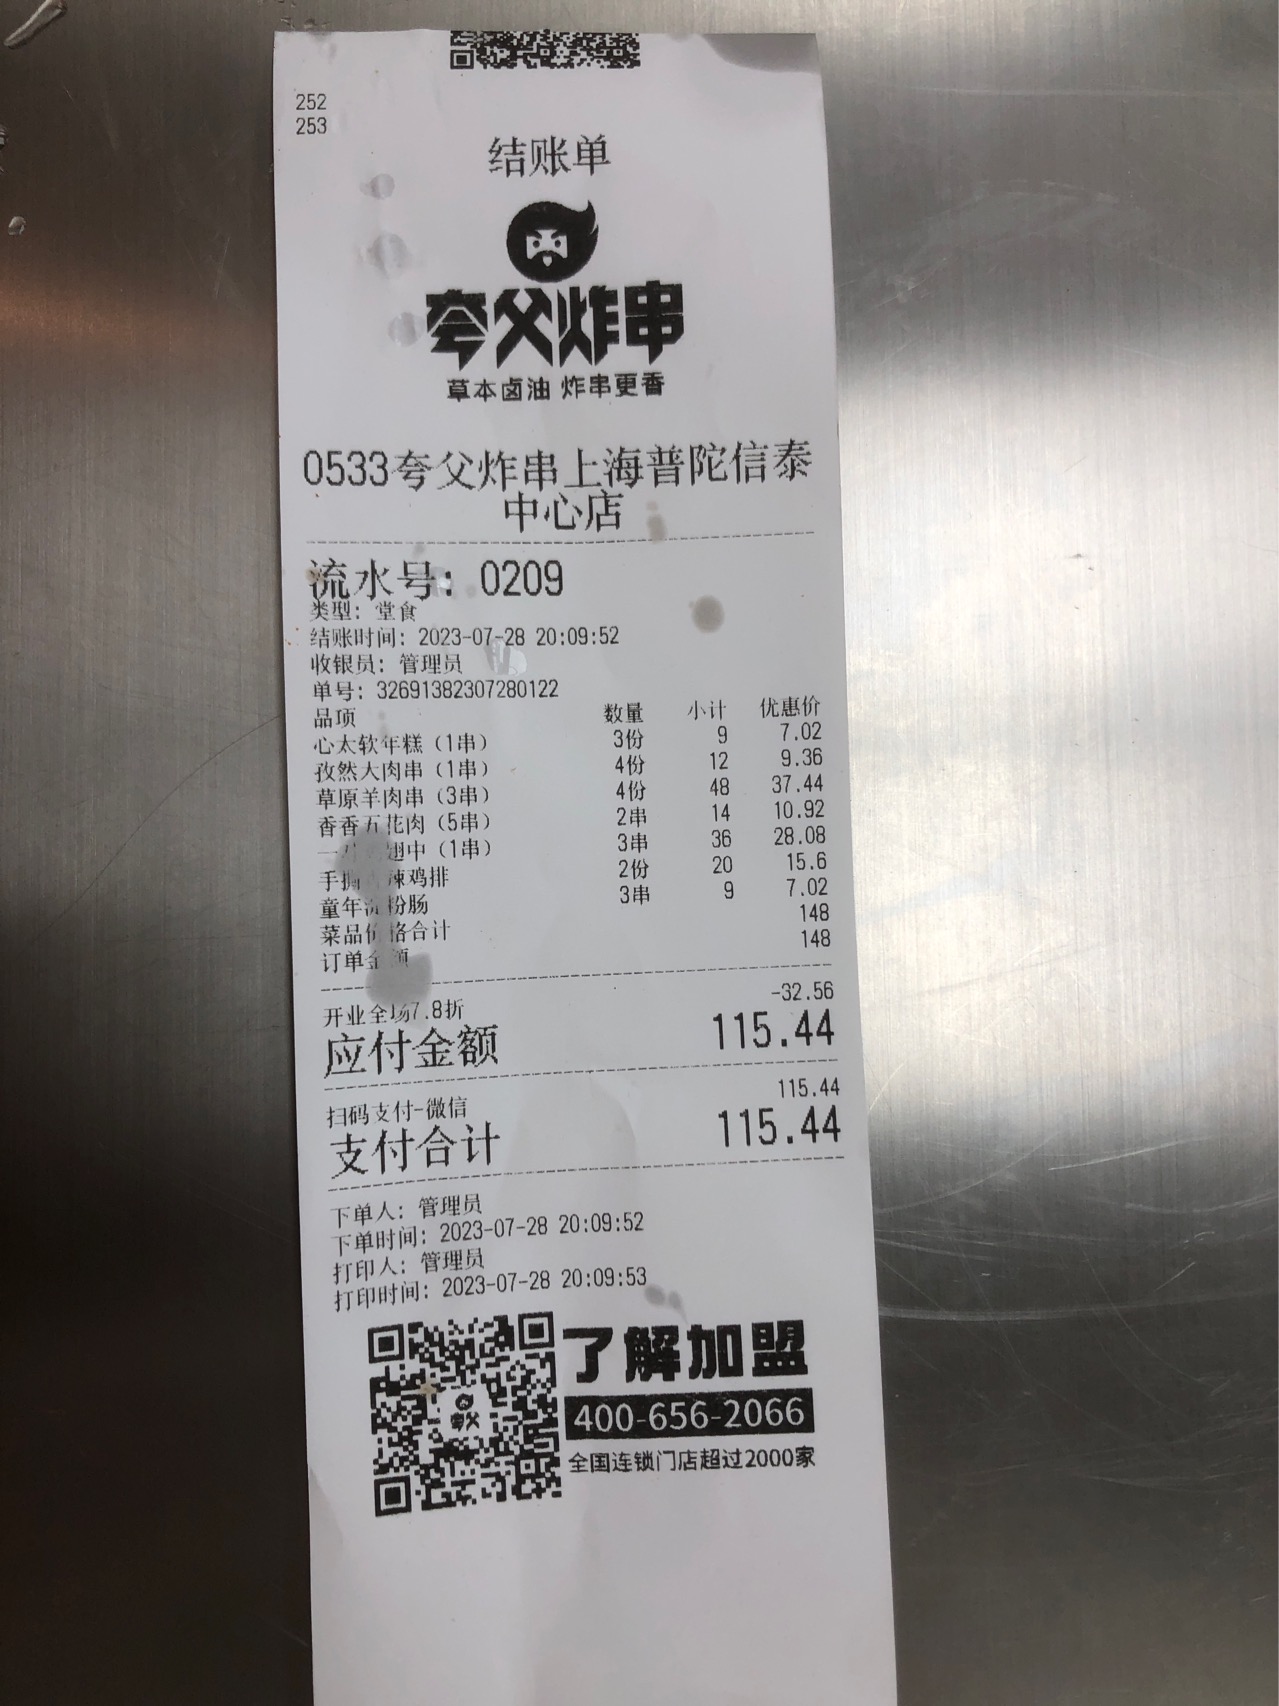 252
253
结账单
夸父炸串
草本卤油 炸串更香
0533夸父炸串上海普陀信泰
中心店
流水号: 0209
类型: 堂食
结账时间: 2023-07-28 20:09:52
收银员: 管理员
单号: 32691382307280122
品项 数量 小计 优惠价
心太软年糕(1串) 3份 9 7.02
孜然大肉串(1串) 4份 12 9.36
草原羊肉串(3串) 4份 48 37.44
香香五花肉(5串) 2串 14 10.92
一 翅中(1串) 3串 36 28.08
手撕 辣鸡排 2份 20 15.6
童年淀粉肠 3串 9 7.02
菜品价格合计 148
订单金额 148
开业全场7.8折 -32.56
应付金额 115.44
扫码支付-微信 115.44
支付合计 115.44
下单人: 管理员
下单时间: 2023-07-28 20:09:52
打印人: 管理员
打印时间: 2023-07-28 20:09:53
夸父
了解加盟
400-656-2066
全国连锁门店超过2000家